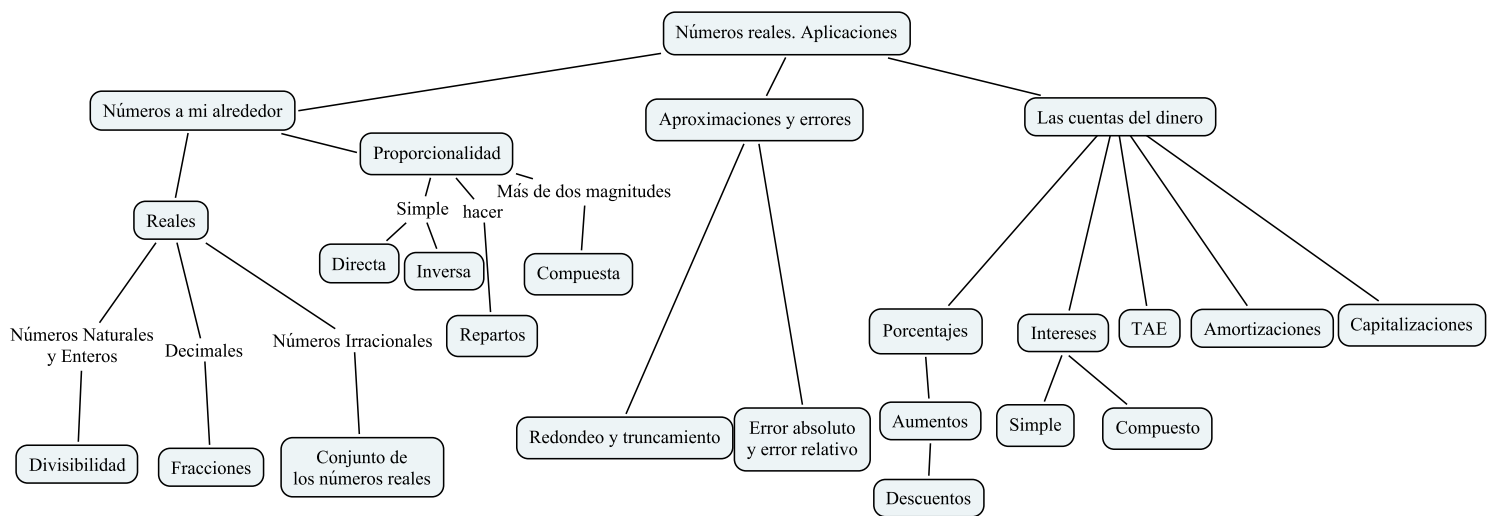 Números reales. Aplicaciones
Números a mi alrededor
Aproximaciones y errores
Las cuentas del dinero
Proporcionalidad
Reales
Simple
hacer
Más de dos magnitudes
Directa
Inversa
Compuesta
Repartos
Números Naturales
y Enteros
Decimales
Números Irracionales
Divisibilidad
Fracciones
Conjunto de
los números reales
Redondeo y truncamiento
Error absoluto
y error relativo
Porcentajes
Intereses
TAE
Amortizaciones
Capitalizaciones
Aumentos
Simple
Compuesto
Descuentos